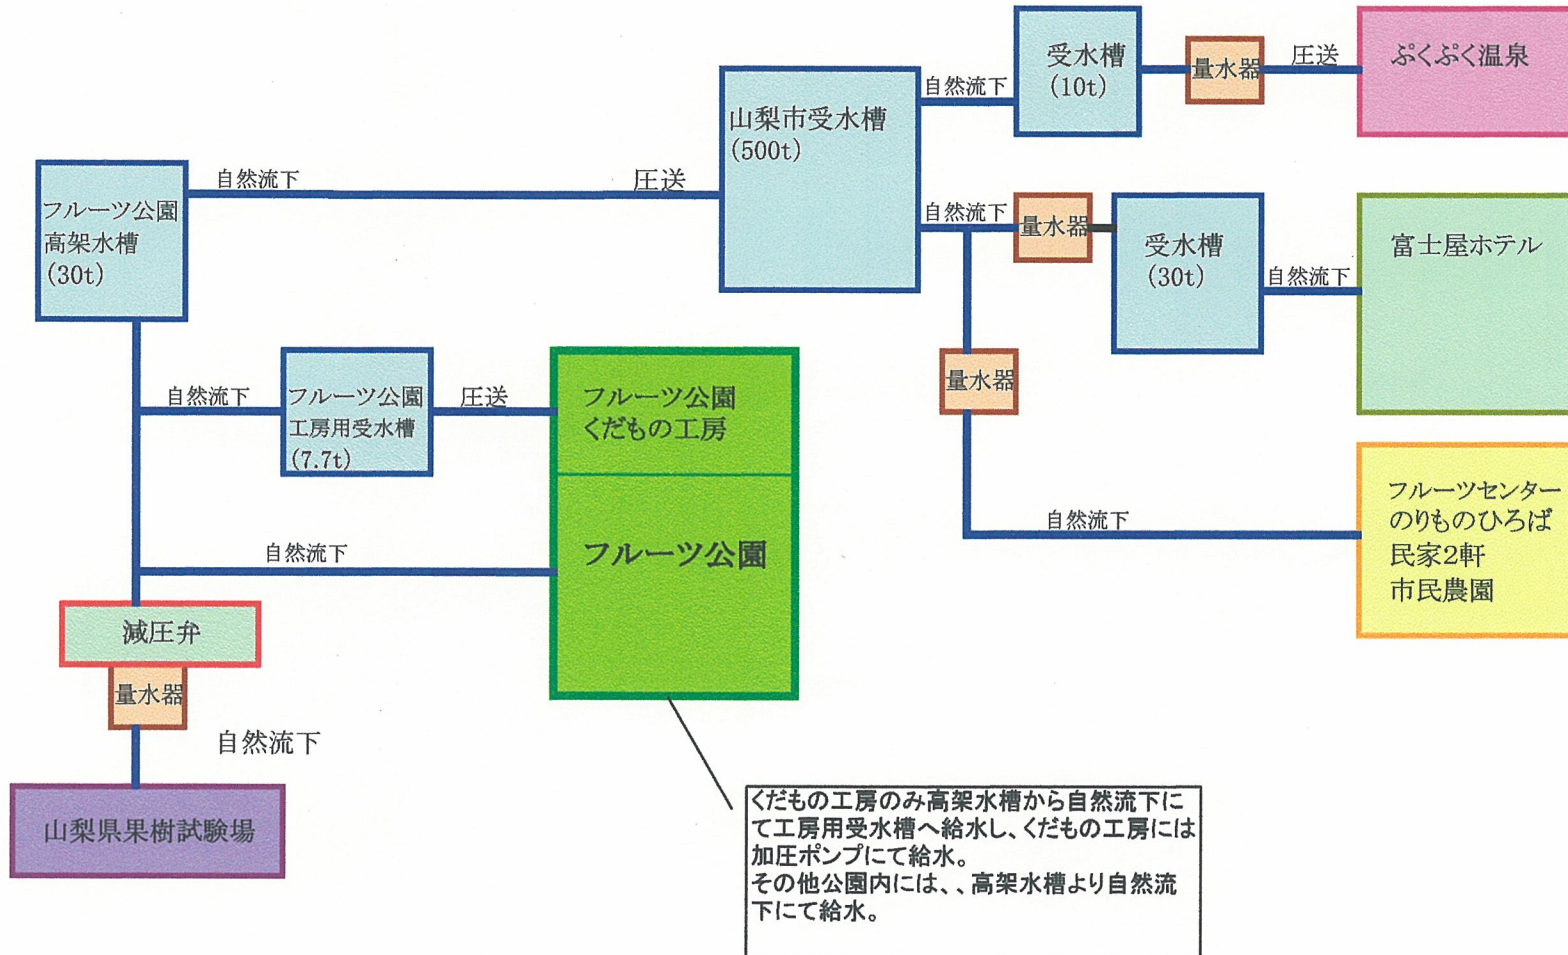 受水槽
(10t)
量水器
圧送
ぷくぷく温泉
自然流下
山梨市受水槽
(500t)
自然流下
圧送
フルーツ公園
高架水槽
(30t)
自然流下
量水器
受水槽
(30t)
自然流下
富士屋ホテル
量水器
自然流下
フルーツ公園
工房用受水槽
(7.7t)
圧送
フルーツ公園
くだもの工房
フルーツセンター
のりものひろば
民家2軒
市民農園
自然流下
自然流下
フルーツ公園
減圧弁
量水器
自然流下
山梨県果樹試験場
くだもの工房のみ高架水槽から自然流下に
て工房用受水槽へ給水し、くだもの工房には
加圧ポンプにて給水。
その他公園内には、、高架水槽より自然流
下にて給水。